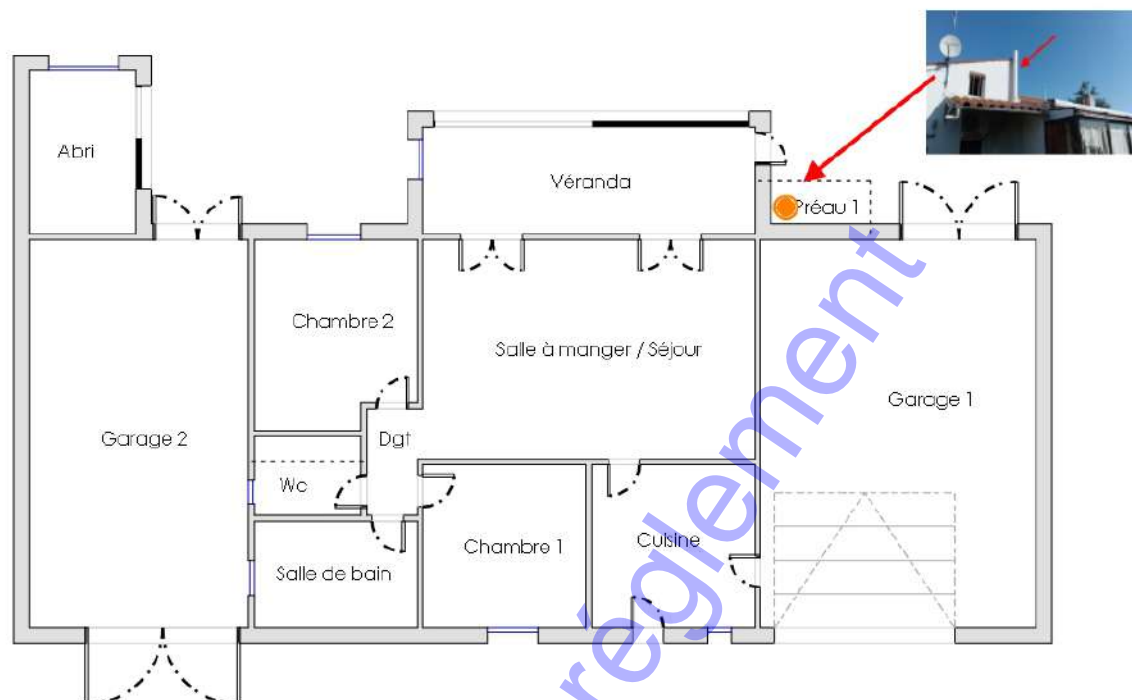 Abri
Véranda
Préau 1
Chambre 2
Salle à manger / Séjour
Garage 1
Garage 2
Dgt
Wc
Chambre 1
Cuisine
Salle de bain
réglement